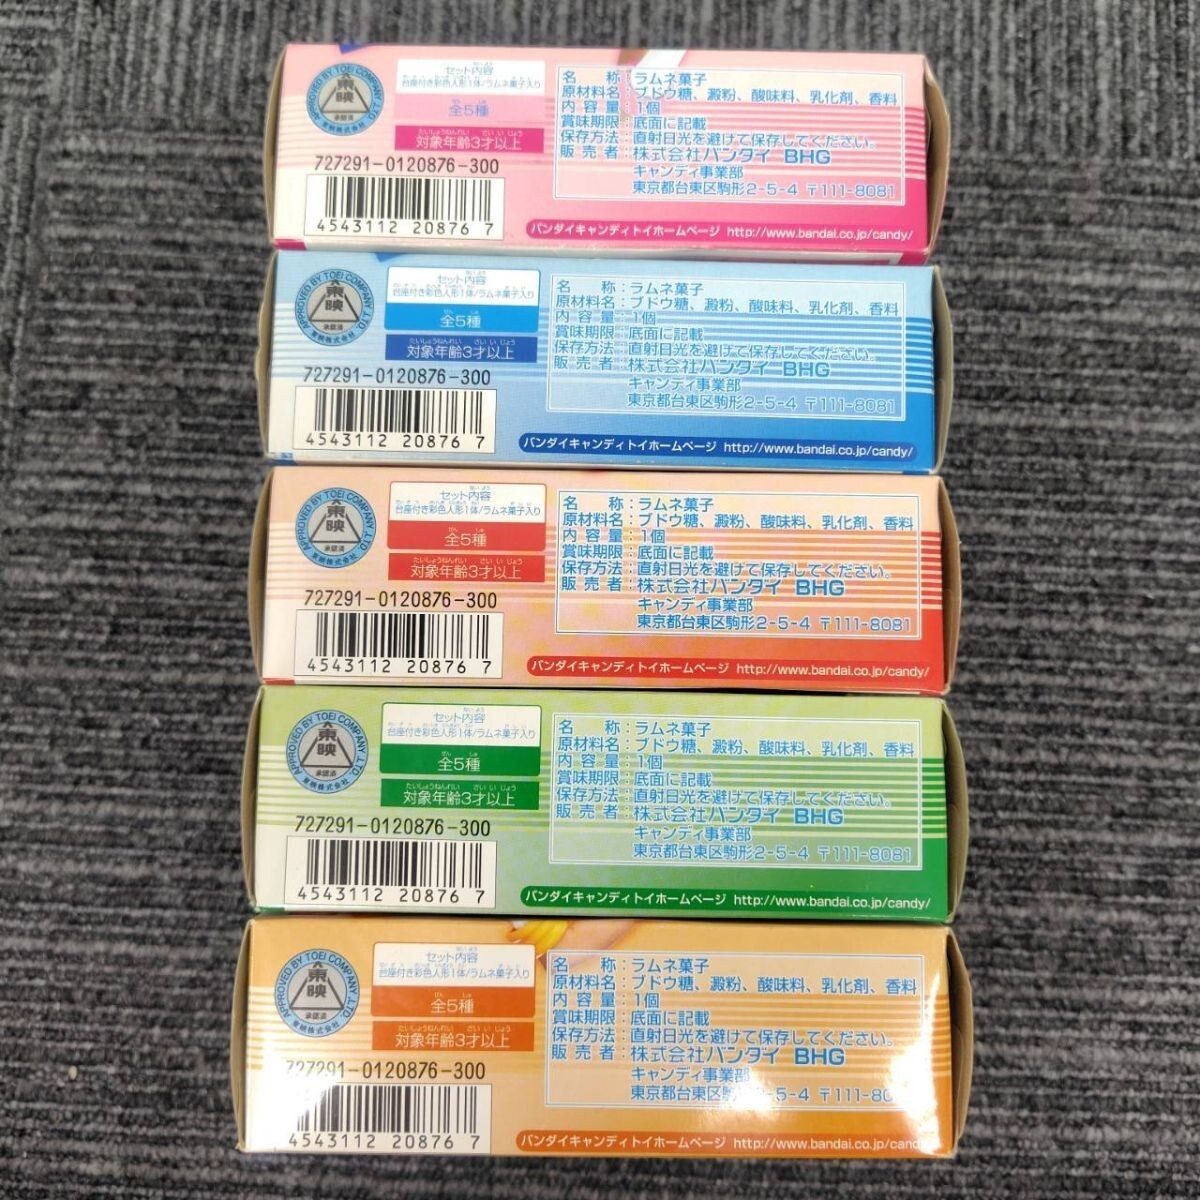 APPROVED BY TOEI COMPANY, LTD.
東映
承認済
東映株式会社
セット内容
台座付き彩色人形1体/ラムネ菓子入り
全5種
対象年齢3才以上
727291-0120876-300
4543112 208767
名　称：ラムネ菓子
原材料名：ブドウ糖、澱粉、酸味料、乳化剤、香料
内容量：1個
賞味期限：底面に記載
保存方法：直射日光を避けて保存してください。
販売者：株式会社バンダイ BHG
キャンディ事業部
東京都台東区駒形2-5-4 〒111-8081
バンダイキャンディトイホームページ http://www.bandai.co.jp/candy/
APPROVED BY TOEI COMPANY, LTD.
東映
承認済
東映株式会社
セット内容
台座付き彩色人形1体/ラムネ菓子入り
全5種
対象年齢3才以上
727291-0120876-300
4543112 208767
名　称：ラムネ菓子
原材料名：ブドウ糖、澱粉、酸味料、乳化剤、香料
内容量：1個
賞味期限：底面に記載
保存方法：直射日光を避けて保存してください。
販売者：株式会社バンダイ BHG
キャンディ事業部
東京都台東区駒形2-5-4 〒111-8081
バンダイキャンディトイホームページ http://www.bandai.co.jp/candy/
APPROVED BY TOEI COMPANY, LTD.
東映
承認済
東映株式会社
セット内容
台座付き彩色人形1体/ラムネ菓子入り
全5種
対象年齢3才以上
727291-0120876-300
4543112 208767
名　称：ラムネ菓子
原材料名：ブドウ糖、澱粉、酸味料、乳化剤、香料
内容量：1個
賞味期限：底面に記載
保存方法：直射日光を避けて保存してください。
販売者：株式会社バンダイ BHG
キャンディ事業部
東京都台東区駒形2-5-4 〒111-8081
バンダイキャンディトイホームページ http://www.bandai.co.jp/candy/
APPROVED BY TOEI COMPANY, LTD.
東映
承認済
東映株式会社
セット内容
台座付き彩色人形1体/ラムネ菓子入り
全5種
対象年齢3才以上
727291-0120876-300
4543112 208767
名　称：ラムネ菓子
原材料名：ブドウ糖、澱粉、酸味料、乳化剤、香料
内容量：1個
賞味期限：底面に記載
保存方法：直射日光を避けて保存してください。
販売者：株式会社バンダイ BHG
キャンディ事業部
東京都台東区駒形2-5-4 〒111-8081
バンダイキャンディトイホームページ http://www.bandai.co.jp/candy/
APPROVED BY TOEI COMPANY, LTD.
東映
承認済
東映株式会社
セット内容
台座付き彩色人形1体/ラムネ菓子入り
全5種
対象年齢3才以上
727291-0120876-300
4543112 208767
名　称：ラムネ菓子
原材料名：ブドウ糖、澱粉、酸味料、乳化剤、香料
内容量：1個
賞味期限：底面に記載
保存方法：直射日光を避けて保存してください。
販売者：株式会社バンダイ BHG
キャンディ事業部
東京都台東区駒形2-5-4 〒111-80
バンダイキャンディトイホームページ http://www.bandai.co.jp/candy